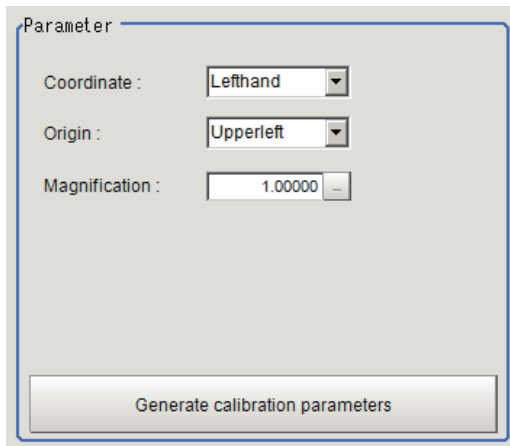 Parameter
Coordinate : Lefthand
Origin : Upperleft
Magnification : 1.00000 ...
Generate calibration parameters